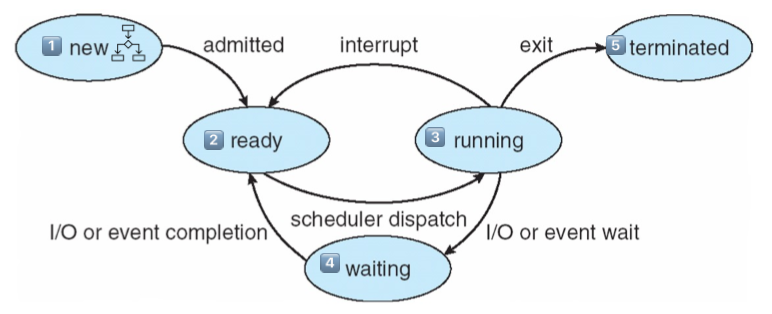 1 new
admitted
interrupt
exit
5 terminated
2 ready
3 running
I/O or event completion
scheduler dispatch
I/O or event wait
4 waiting